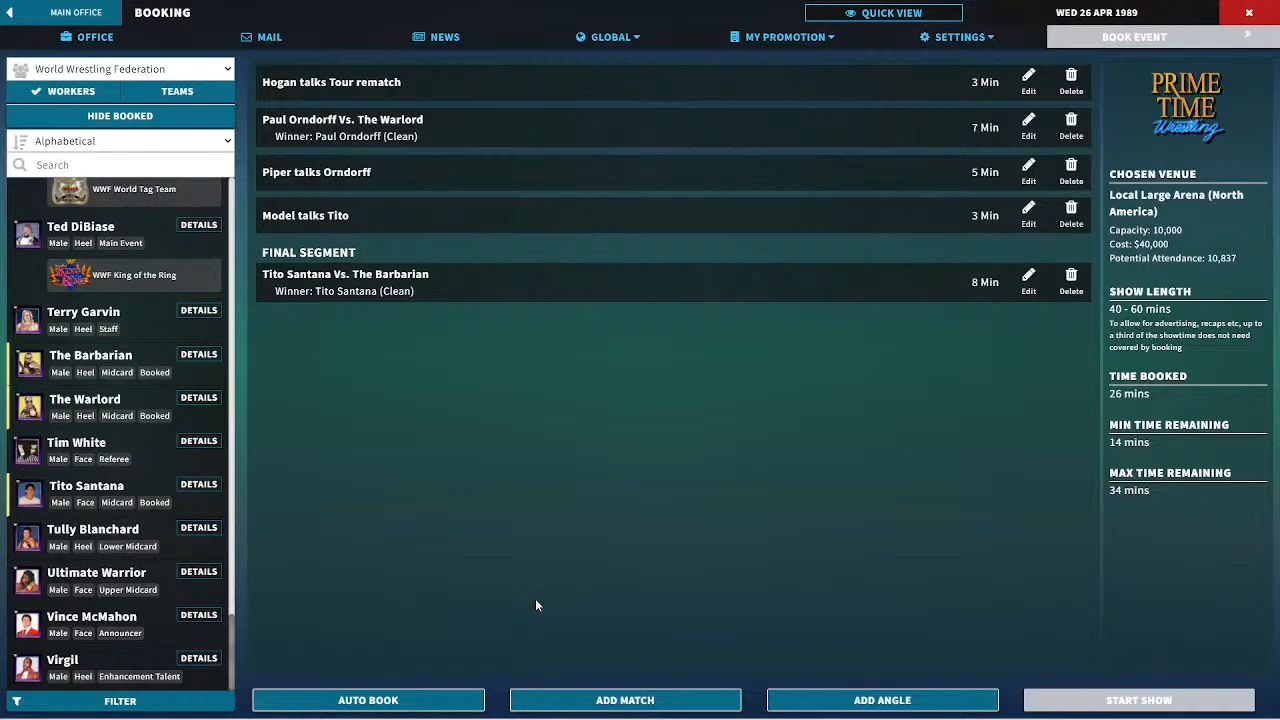 MAIN OFFICE
BOOKING
QUICK VIEW
WED 26 APR 1989
OFFICE
MAIL
NEWS
GLOBAL
MY PROMOTION
SETTINGS
BOOK EVENT
World Wrestling Federation
WORKERS
TEAMS
HIDE BOOKED
Alphabetical
Search
WWF World Tag Team
Ted DiBiase
DETAILS
Male Heel Main Event
WWF King of the Ring
Terry Garvin
DETAILS
Male Heel Staff
The Barbarian
DETAILS
Male Heel Midcard Booked
The Warlord
DETAILS
Male Heel Midcard Booked
Tim White
DETAILS
Male Face Referee
Tito Santana
DETAILS
Male Face Midcard Booked
Tully Blanchard
DETAILS
Male Heel Lower Midcard
Ultimate Warrior
DETAILS
Male Face Upper Midcard
Vince McMahon
DETAILS
Male Face Announcer
Virgil
DETAILS
Male Heel Enhancement Talent
FILTER
Hogan talks Tour rematch
3 Min
Edit
Delete
Paul Orndorff Vs. The Warlord
Winner: Paul Orndorff (Clean)
7 Min
Edit
Delete
Piper talks Orndorff
5 Min
Edit
Delete
Model talks Tito
3 Min
Edit
Delete
FINAL SEGMENT
Tito Santana Vs. The Barbarian
Winner: Tito Santana (Clean)
8 Min
Edit
Delete
AUTO BOOK
ADD MATCH
ADD ANGLE
START SHOW
PRIME
TIME
Wrestling
CHOSEN VENUE
Local Large Arena (North
America)
Capacity: 10,000
Cost: $40,000
Potential Attendance: 10,837
SHOW LENGTH
40 - 60 mins
To allow for advertising, recaps etc, up
to a third of the showtime does not need
covered by booking
TIME BOOKED
26 mins
MIN TIME REMAINING
14 mins
MAX TIME REMAINING
34 mins